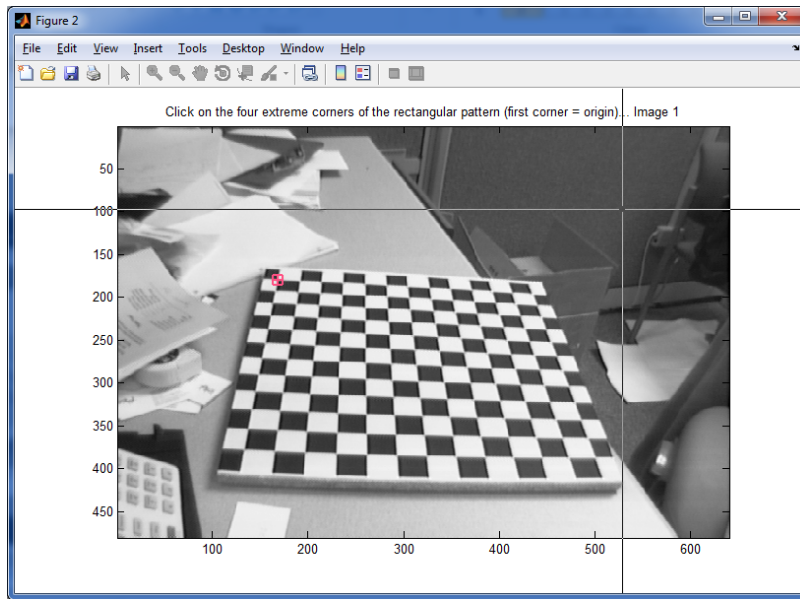 Figure 2
File Edit View Insert Tools Desktop Window Help
Click on the four extreme corners of the rectangular pattern (first corner = origin)... Image 1
50
100
150
200
250
300
350
400
450
100 200 300 400 500 600